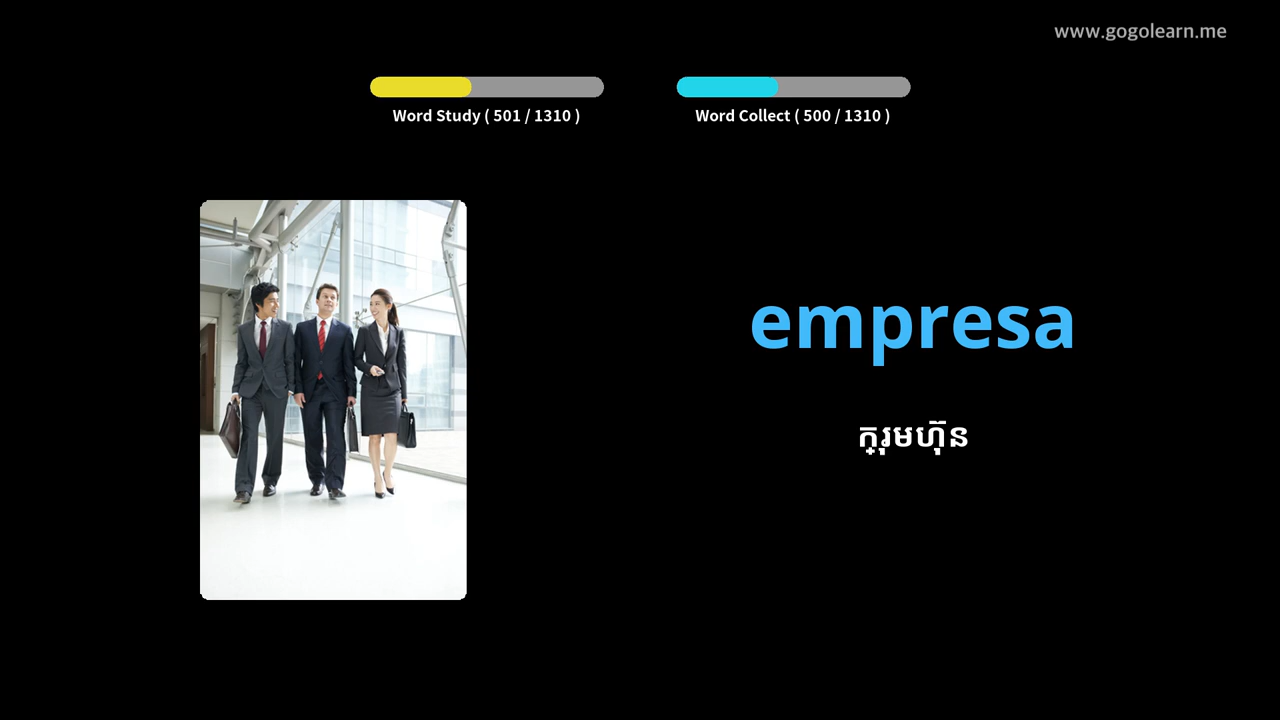 www.gogolearn.me
Word Study ( 501 / 1310 )
Word Collect ( 500 / 1310 )
empresa
ក្រុមហ៊ុន